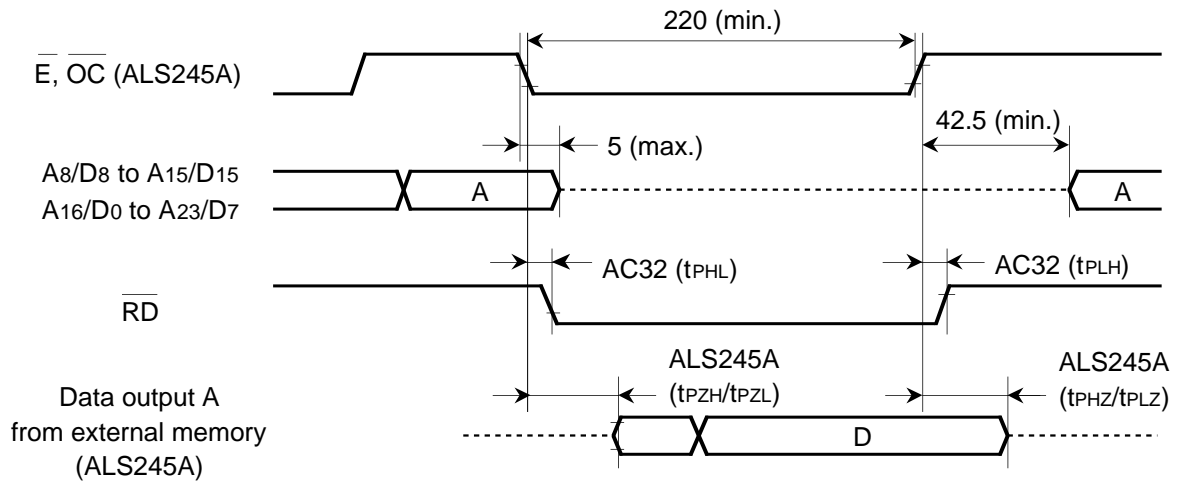 220 (min.)
E, OC (ALS245A)
42.5 (min.)
5 (max.)
A8/D8 to A15/D15
A16/D0 to A23/D7
A
A
AC32 (tPHL)
AC32 (tPLH)
RD
ALS245A
(tPZH/tPZL)
ALS245A
(tPHZ/tPLZ)
Data output A
from external memory
(ALS245A)
D